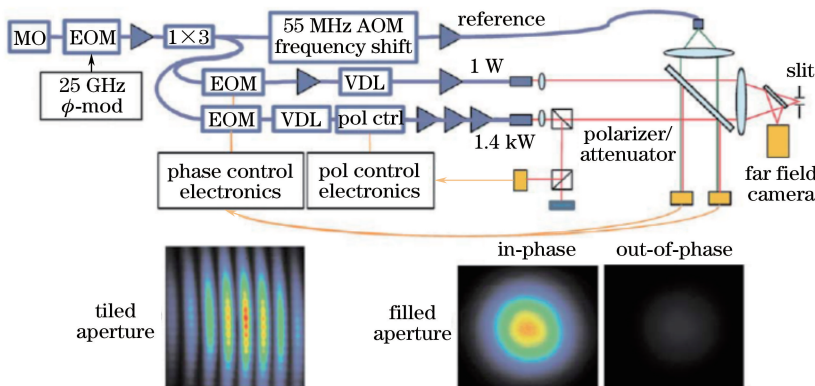 MO
EOM
1×3
55 MHz AOM
frequency shift
reference
25 GHz
ϕ-mod
EOM
VDL
1 W
slit
EOM
VDL
pol ctrl
1.4 kW
polarizer/
attenuator
phase control
electronics
pol control
electronics
far field
camera
in-phase
out-of-phase
tiled
aperture
filled
aperture